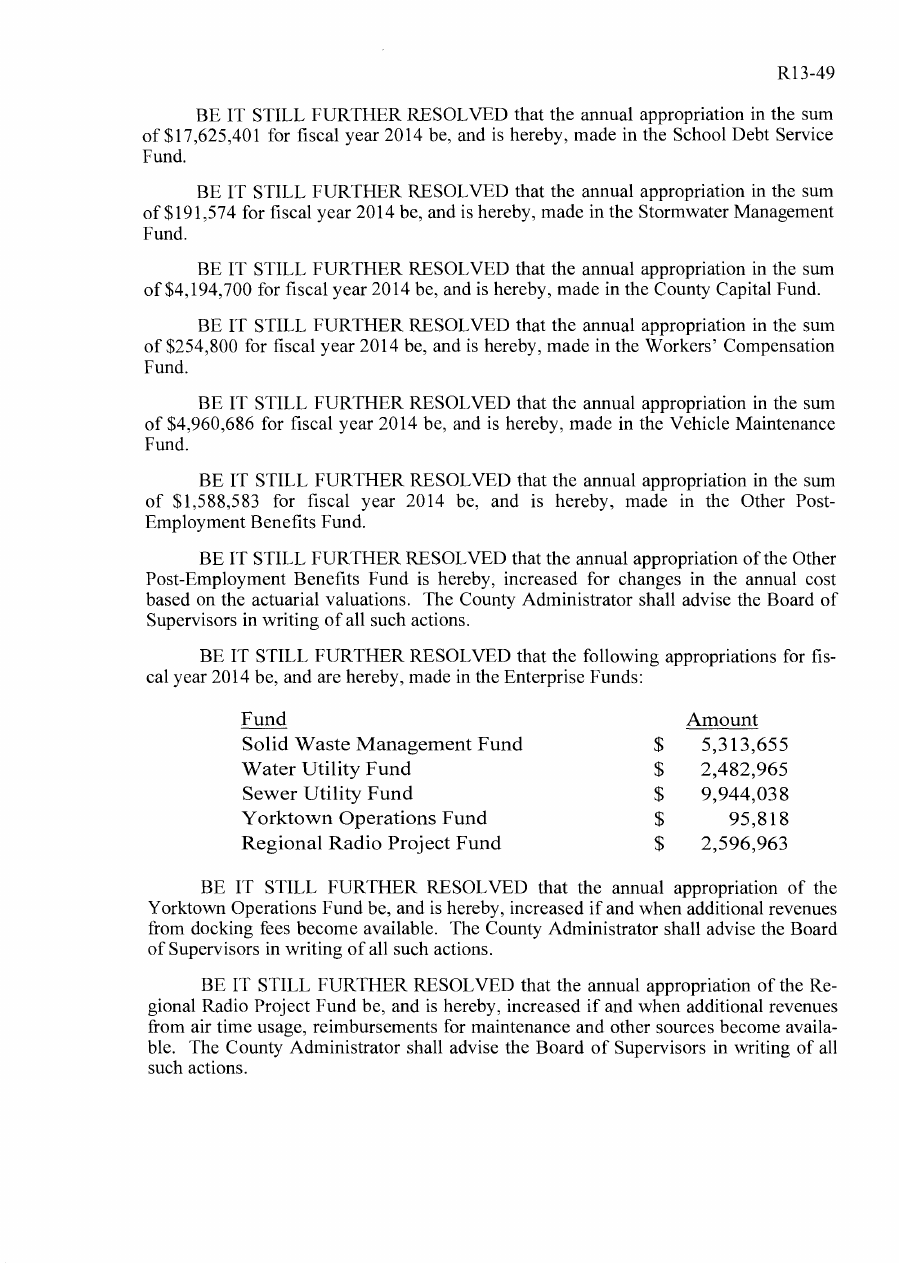 R13-49
BE IT STILL FURTHER RESOLVED that the annual appropriation in the sum
of $17,625,401 for fiscal year 2014 be, and is hereby, made in the School Debt Service
Fund.
BE IT STILL FURTHER RESOLVED that the annual appropriation in the sum
of $191,574 for fiscal year 2014 be, and is hereby, made in the Stormwater Management
Fund.
BE IT STILL FURTHER RESOLVED that the annual appropriation in the sum
of $4,194,700 for fiscal year 2014 be, and is hereby, made in the County Capital Fund.
BE IT STILL FURTHER RESOLVED that the annual appropriation in the sum
of $254,800 for fiscal year 2014 be, and is hereby, made in the Workers' Compensation
Fund.
BE IT STILL FURTHER RESOLVED that the annual appropriation in the sum
of $4,960,686 for fiscal year 2014 be, and is hereby, made in the Vehicle Maintenance
Fund.
BE IT STILL FURTHER RESOLVED that the annual appropriation in the sum
of $1,588,583 for fiscal year 2014 be, and is hereby, made in the Other Post-
Employment Benefits Fund.
BE IT STILL FURTHER RESOLVED that the annual appropriation of the Other
Post-Employment Benefits Fund is hereby, increased for changes in the annual cost
based on the actuarial valuations. The County Administrator shall advise the Board of
Supervisors in writing of all such actions.
BE IT STILL FURTHER RESOLVED that the following appropriations for fis-
cal year 2014 be, and are hereby, made in the Enterprise Funds:
Fund Amount
Solid Waste Management Fund $ 5,313,655
Water Utility Fund $ 2,482,965
Sewer Utility Fund $ 9,944,038
Yorktown Operations Fund $ 95,818
Regional Radio Project Fund $ 2,596,963
BE IT STILL FURTHER RESOLVED that the annual appropriation of the
Yorktown Operations Fund be, and is hereby, increased if and when additional revenues
from docking fees become available. The County Administrator shall advise the Board
of Supervisors in writing of all such actions.
BE IT STILL FURTHER RESOLVED that the annual appropriation of the Re-
gional Radio Project Fund be, and is hereby, increased if and when additional revenues
from air time usage, reimbursements for maintenance and other sources become availa-
ble. The County Administrator shall advise the Board of Supervisors in writing of all
such actions.